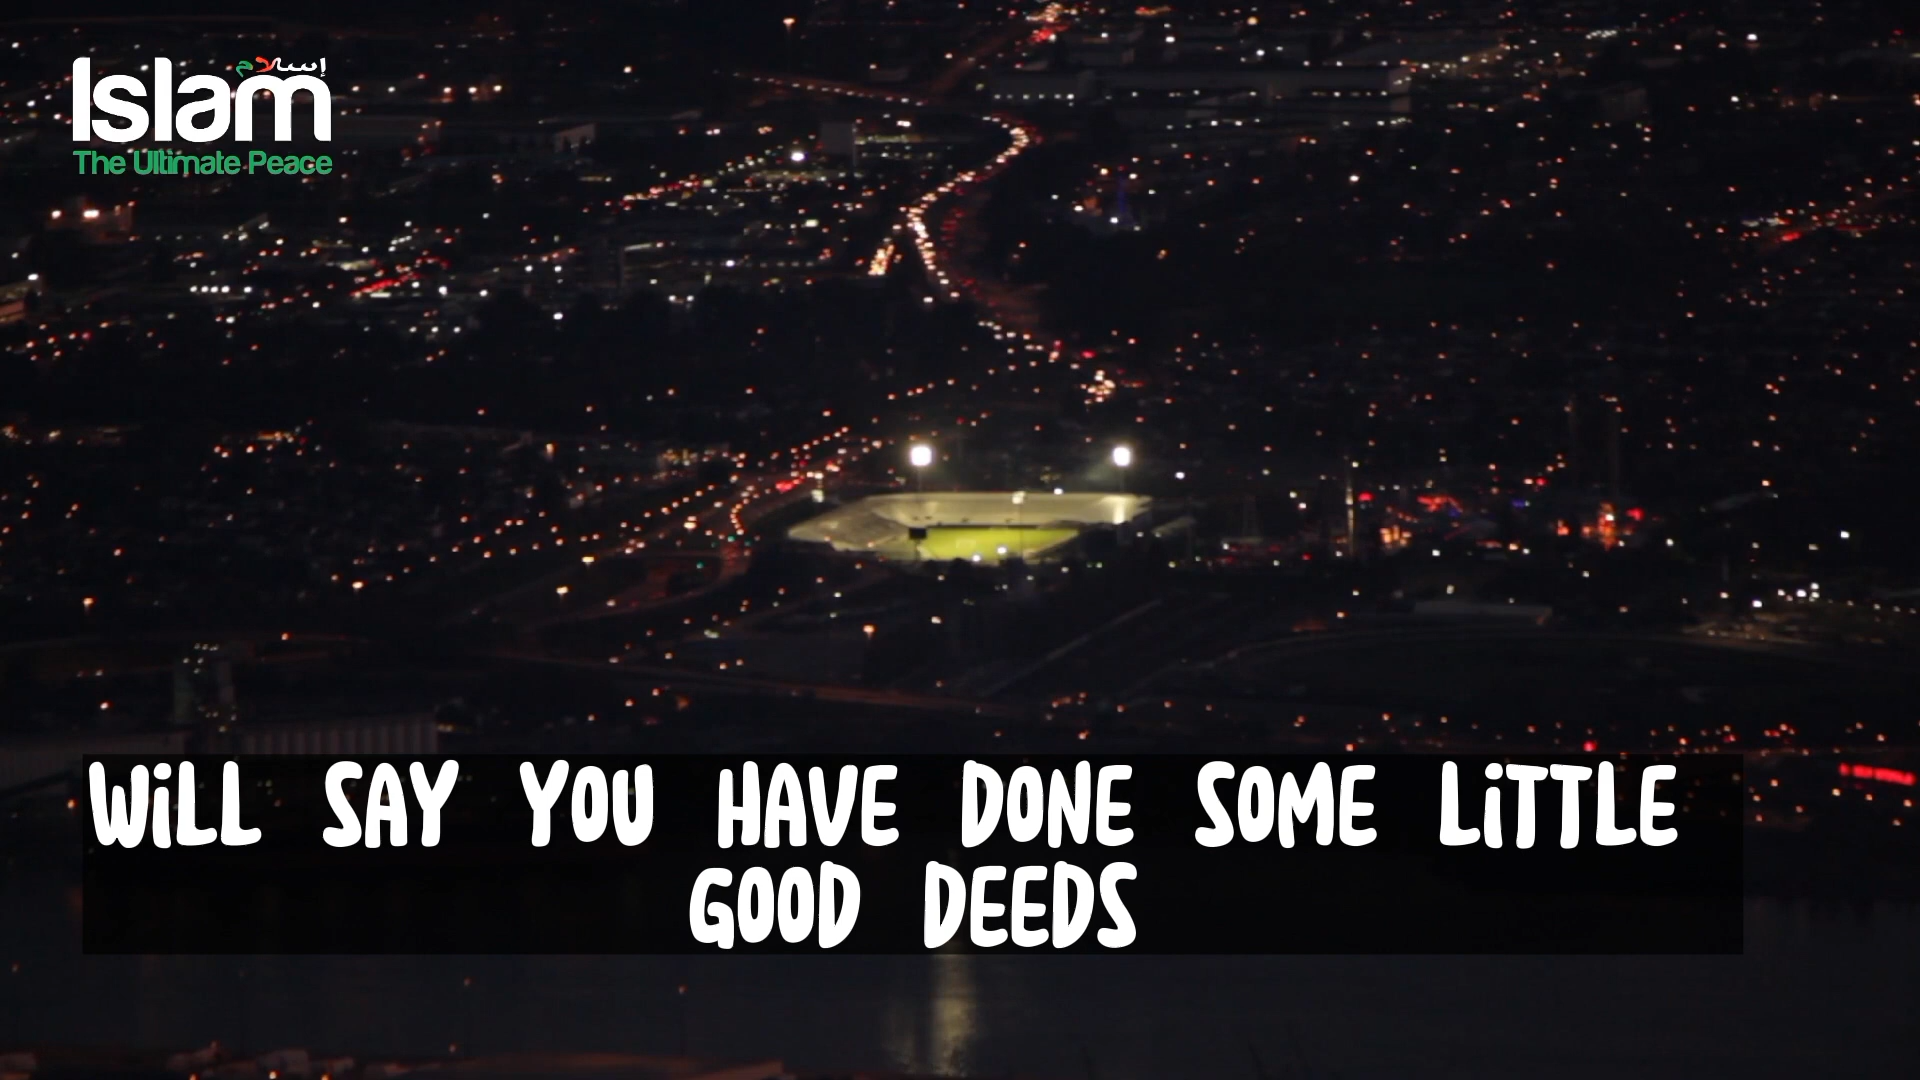 إسلام
Islam
The Ultimate Peace
WiLL SAY YOU HAVE DONE SOME LiTTLE
GOOD DEEDS